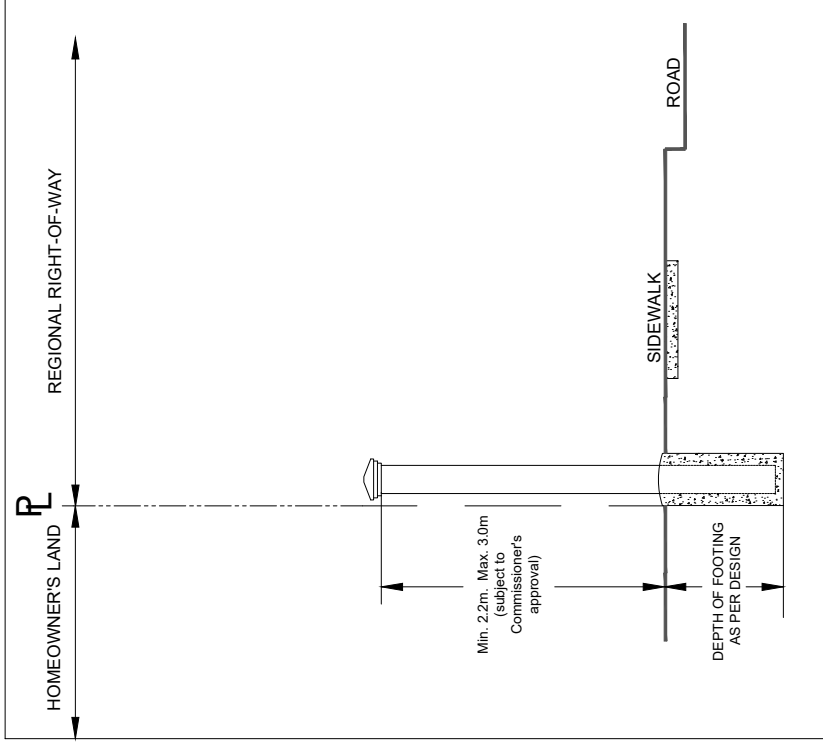 REGIONAL RIGHT-OF-WAY
PL
HOMEOWNER'S LAND
ROAD
SIDEWALK
Min. 2.2m. Max. 3.0m
(subject to
Commissioner's
approval)
DEPTH OF FOOTING
AS PER DESIGN